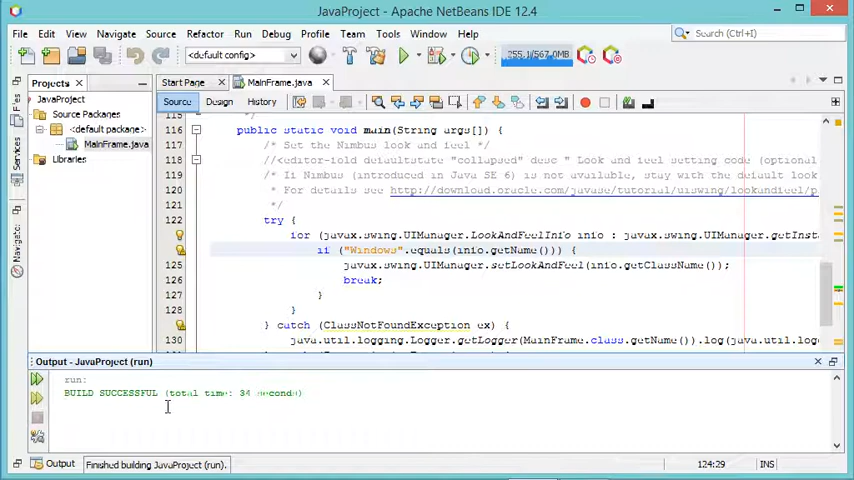 JavaProject - Apache NetBeans IDE 12.4
File Edit View Navigate Source Refactor Run Debug Profile Team Tools Window Help
Search (Ctrl+I)
<default config>
255.1/567.0MB
Projects
Start Page
MainFrame.java
JavaProject
Source Packages
<default package>
MainFrame.java
Libraries
Files
Services
Navigator
Source Design History
115 */
116 public static void main(String args[]) {
117 /* Set the Nimbus look and feel */
118 //<editor-fold defaultstate "collapsed" desc " Look and feel setting code (optional
119 /* If Nimbus (introduced in Java SE 6) is not available, stay with the default look
120 * For details see http://download.oracle.com/javase/tutorial/uiswing/lookandfeel/p
121 */
122 try {
for (javax.swing.UIManager.LookAndFeelInfo info : javax.swing.UIManager.getInst
if ("Windows".equals(info.getName())) {
125 javax.swing.UIManager.setLookAndFeel(info.getClassName());
126 break;
127 }
128 }
} catch (ClassNotFoundException ex) {
130 java.util.logging.Logger.getLogger(MainFrame.class.getName()).log(java.util.log
Output - JavaProject (run)
run:
BUILD SUCCESSFUL (total time: 34 seconds)
Output
Finished building JavaProject (run).
124:29
INS